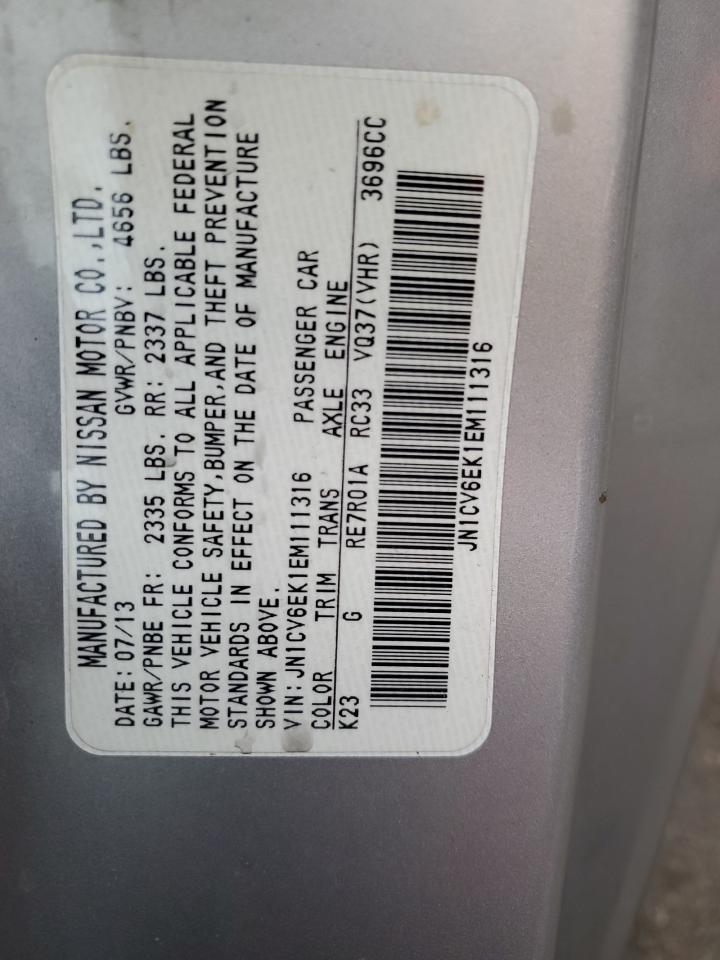 MANUFACTURED BY NISSAN MOTOR CO.,LTD.
DATE: 07/13 GVWR/PNBV: 4656 LBS.
GAWR/PNBE FR: 2335 LBS. RR: 2337 LBS.
THIS VEHICLE CONFORMS TO ALL APPLICABLE FEDERAL
MOTOR VEHICLE SAFETY,BUMPER,AND THEFT PREVENTION
STANDARDS IN EFFECT ON THE DATE OF MANUFACTURE
SHOWN ABOVE.
VIN:JN1CV6EK1EM111316 PASSENGER CAR
COLOR TRIM TRANS AXLE ENGINE
K23 G RE7R01A RC33 VQ37(VHR) 3696CC
JN1CV6EK1EM111316